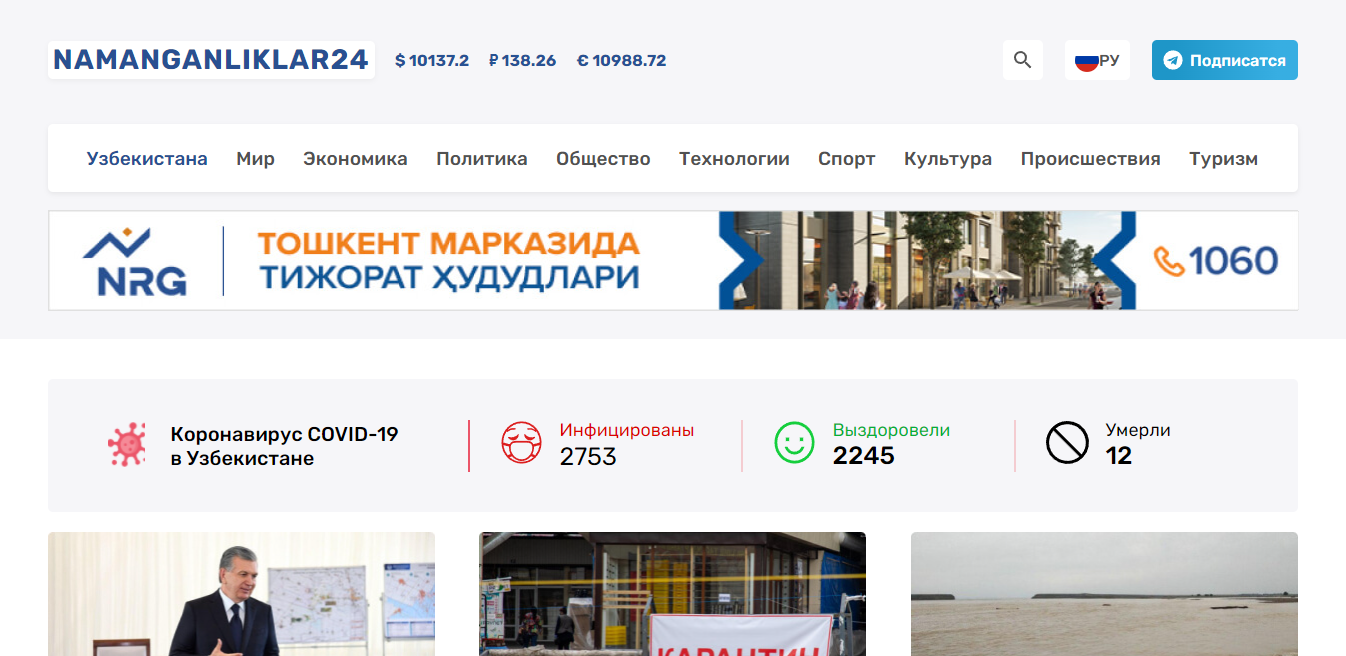 NAMANGANLIKLAR24
$ 10137.2 ₽ 138.26 € 10988.72
РУ
Подписатся
Узбекистана Мир Экономика Политика Общество Технологии Спорт Культура Происшествия Туризм
NRG
ТОШКЕНТ МАРКАЗИДА
ТИЖОРАТ ҲУДУДЛАРИ
1060
Коронавирус COVID-19
в Узбекистане
Инфицированы
2753
Выздоровели
2245
Умерли
12
КАРАНТИН